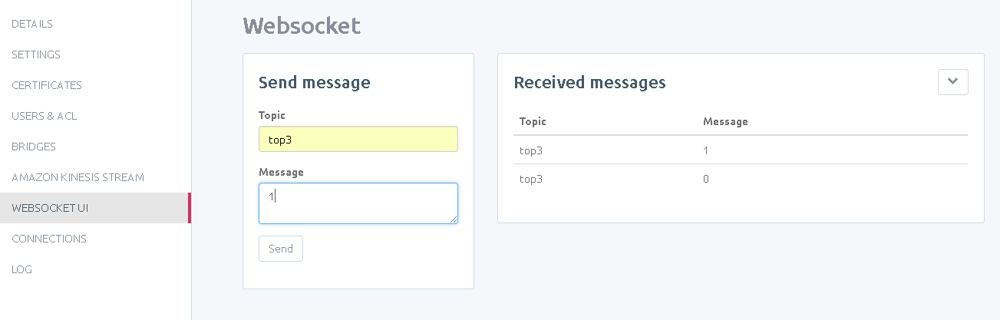 DETAILS
SETTINGS
CERTIFICATES
USERS & ACL
BRIDGES
AMAZON KINESIS STREAM
WEBSOCKET UI
CONNECTIONS
LOG
Websocket
Send message
Topic
top3
Message
1
Send
Received messages
Topic Message
top3 1
top3 0